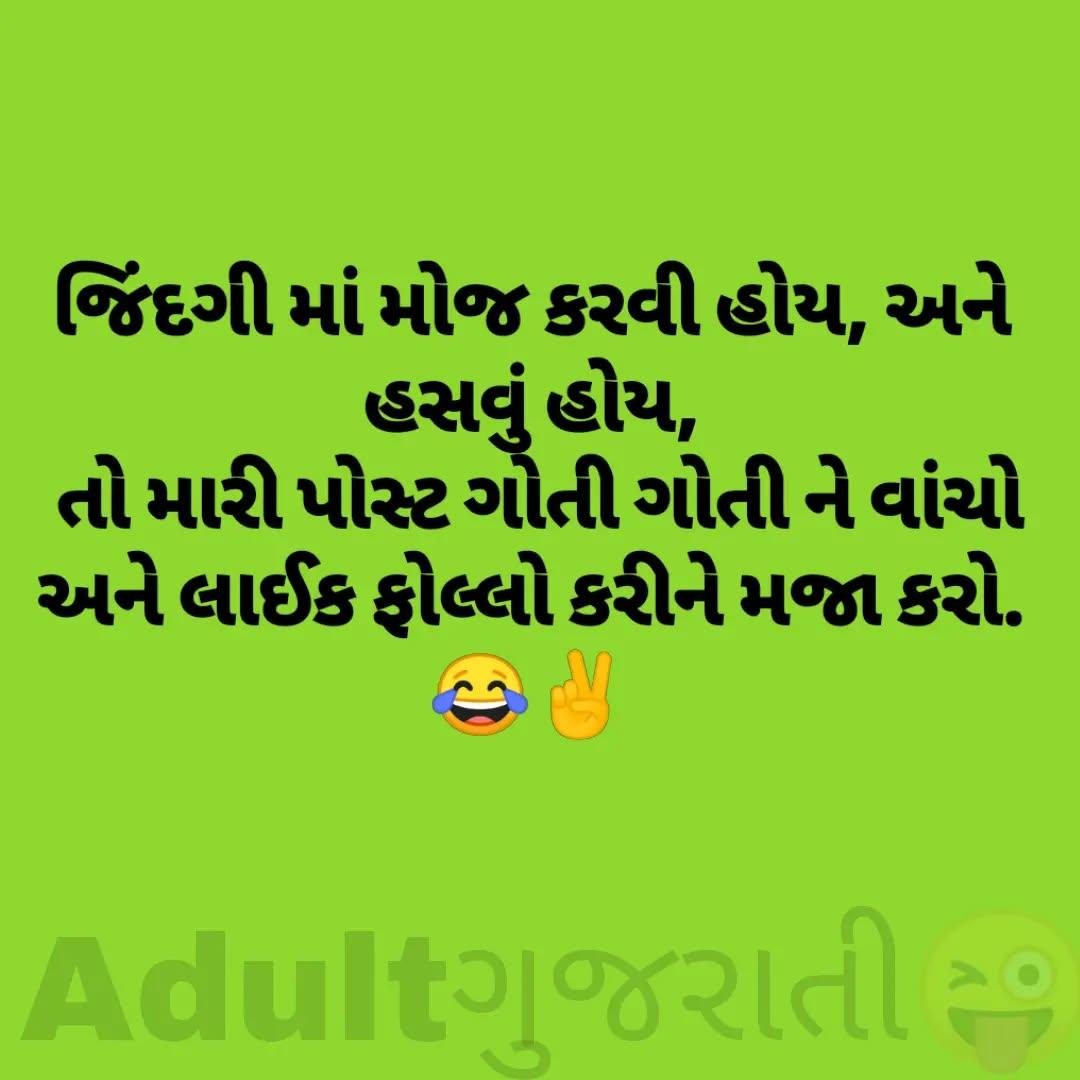 જિંદગી માં મોજ કરવી હોય, અને
હસવું હોય,
તો મારી પોસ્ટ ગોતી ગોતી ને વાંચો
અને લાઈક ફોલ્લો કરીને મજા કરો.
😂✌
Adultગુજરાતી😜